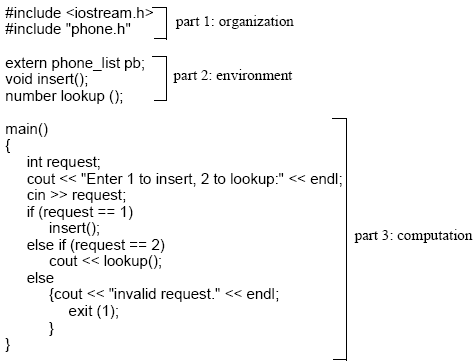 #include <iostream.h>
#include "phone.h"
part 1: organization
extern phone_list pb;
void insert();
number lookup ();
part 2: environment
main()
{
int request;
cout << "Enter 1 to insert, 2 to lookup:" << endl;
cin >> request;
if (request == 1)
insert();
else if (request == 2)
cout << lookup();
else
{cout << "invalid request." << endl;
exit (1);
}
}
part 3: computation